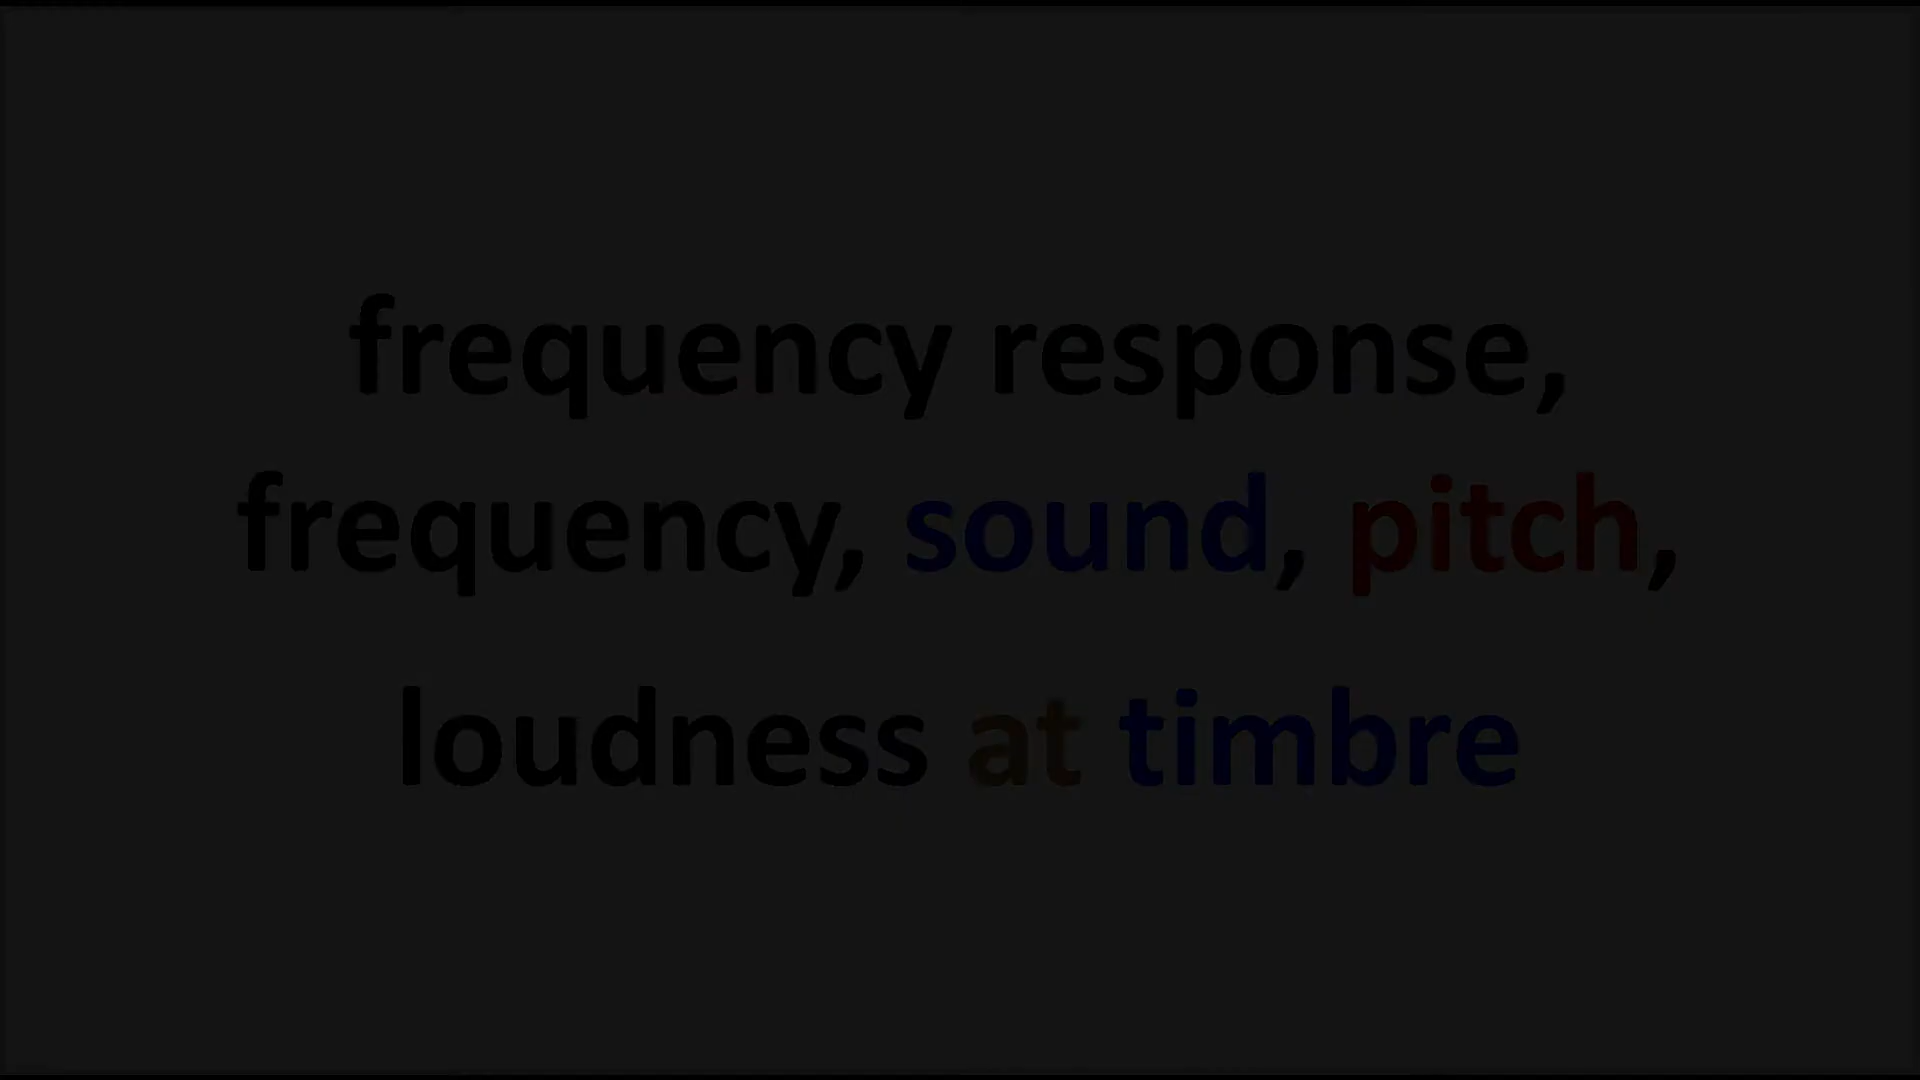 frequency response,
frequency, sound, pitch,
loudness at timbre